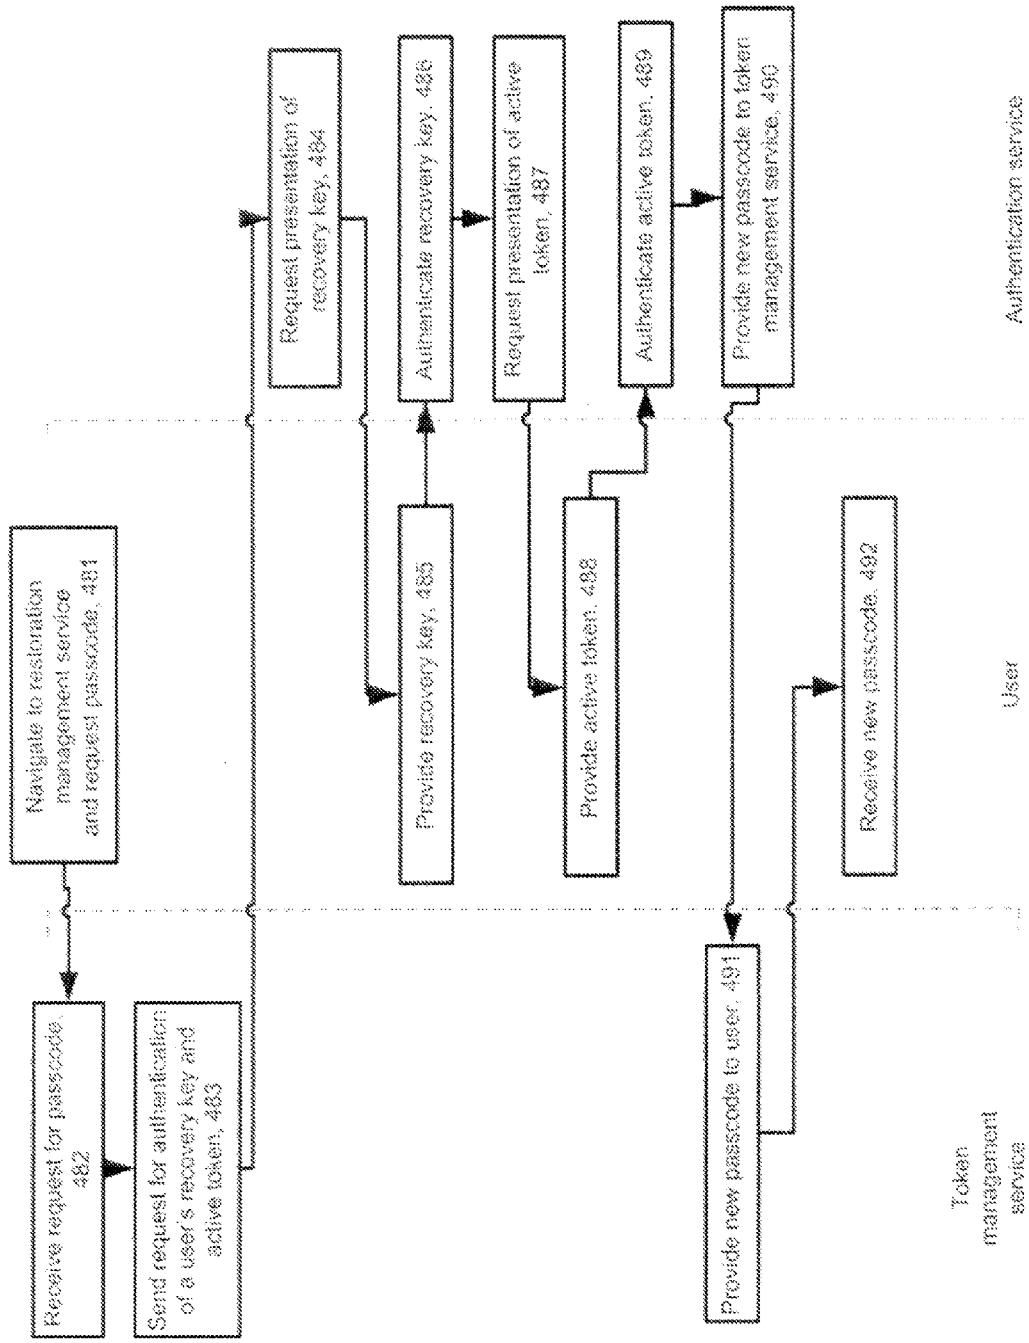 Navigate to restoration
management service
and request passcode, 481
Receive request for passcode,
482
Send request for authentication
of a user's recovery key and
active token, 483
Request presentation of
recovery key, 484
Provide recovery key, 485
Authenticate recovery key, 486
Request presentation of active
token, 487
Provide active token, 488
Authenticate active token, 489
Provide new passcode to token
management service, 490
Provide new passcode to user, 491
Receive new passcode, 492
Token
management
service
User
Authentication service